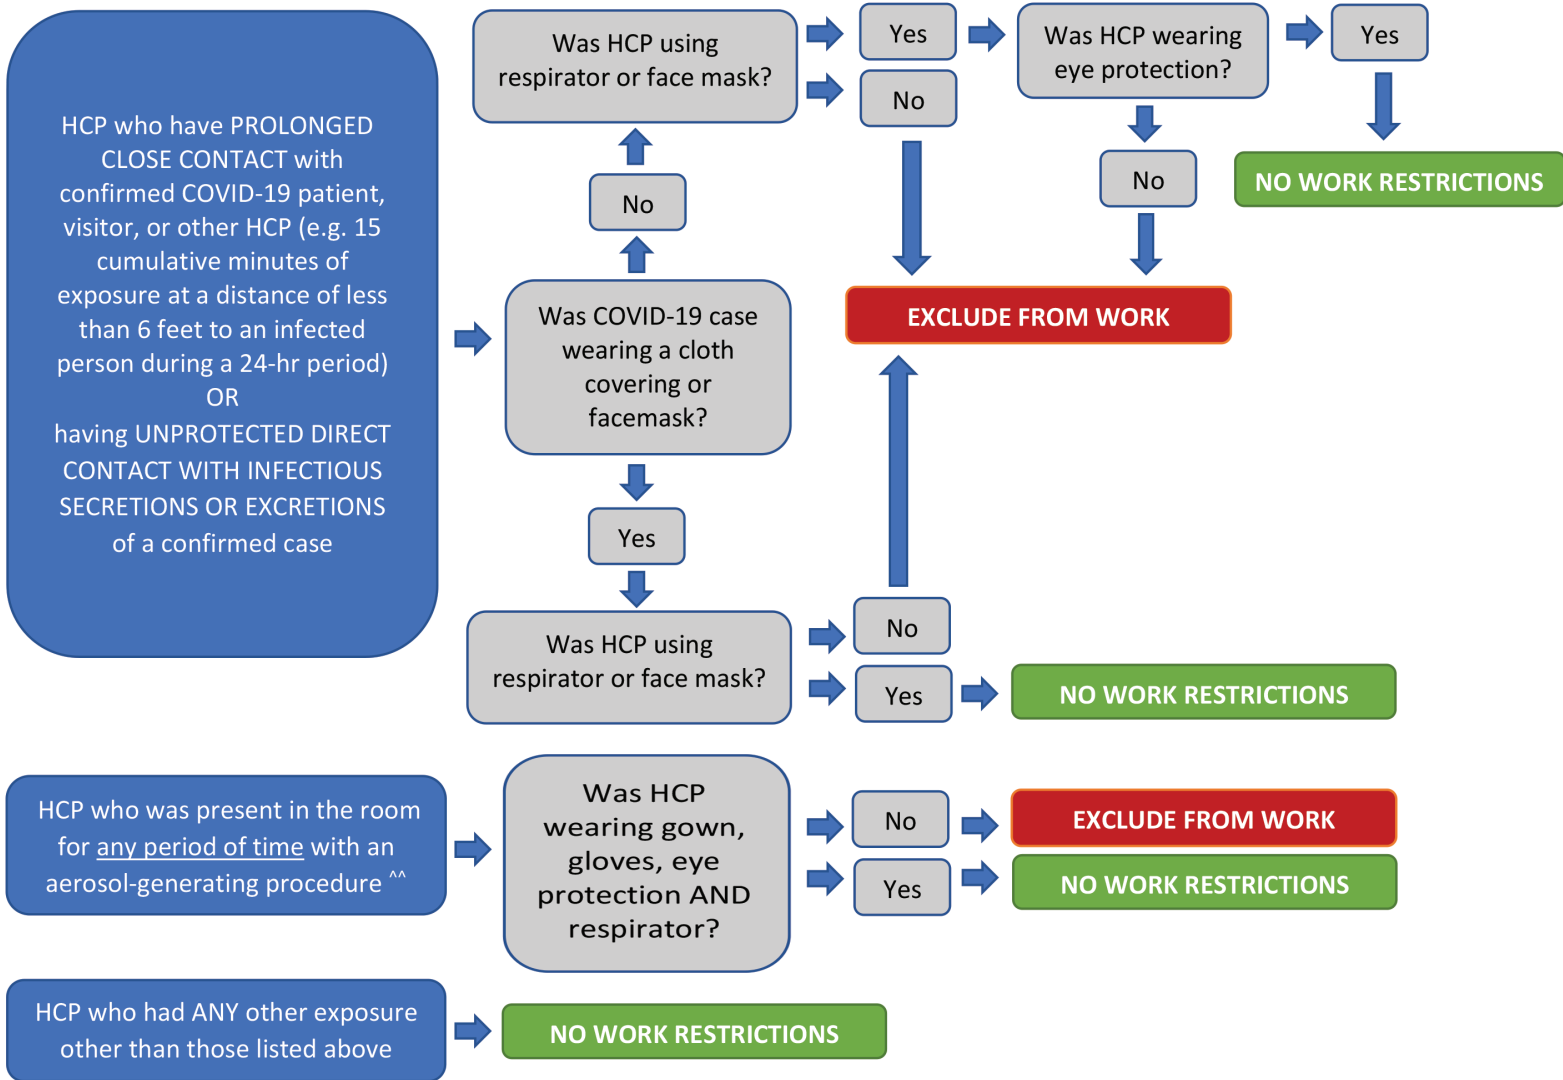 HCP who have PROLONGED
CLOSE CONTACT with
confirmed COVID-19 patient,
visitor, or other HCP (e.g. 15
cumulative minutes of
exposure at a distance of less
than 6 feet to an infected
person during a 24-hr period)
OR
having UNPROTECTED DIRECT
CONTACT WITH INFECTIOUS
SECRETIONS OR EXCRETIONS
of a confirmed case
Was COVID-19 case
wearing a cloth
covering or
facemask?
No
Was HCP using
respirator or face mask?
Yes
No
Was HCP wearing
eye protection?
Yes
No
NO WORK RESTRICTIONS
EXCLUDE FROM WORK
Yes
Was HCP using
respirator or face mask?
No
Yes
NO WORK RESTRICTIONS
HCP who was present in the room
for any period of time with an
aerosol-generating procedure ^^
Was HCP
wearing gown,
gloves, eye
protection AND
respirator?
No
EXCLUDE FROM WORK
Yes
NO WORK RESTRICTIONS
HCP who had ANY other exposure
other than those listed above
NO WORK RESTRICTIONS